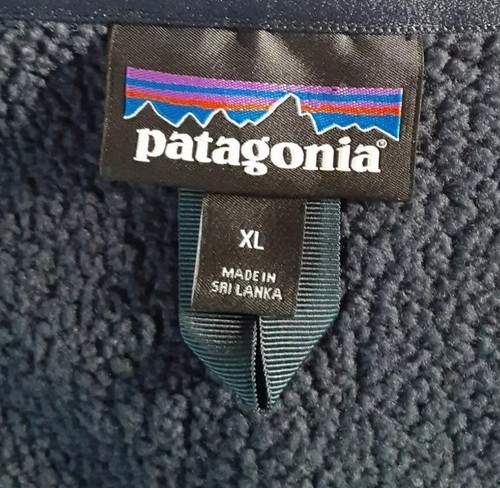 patagonia®
XL
MADE IN
SRI LANKA